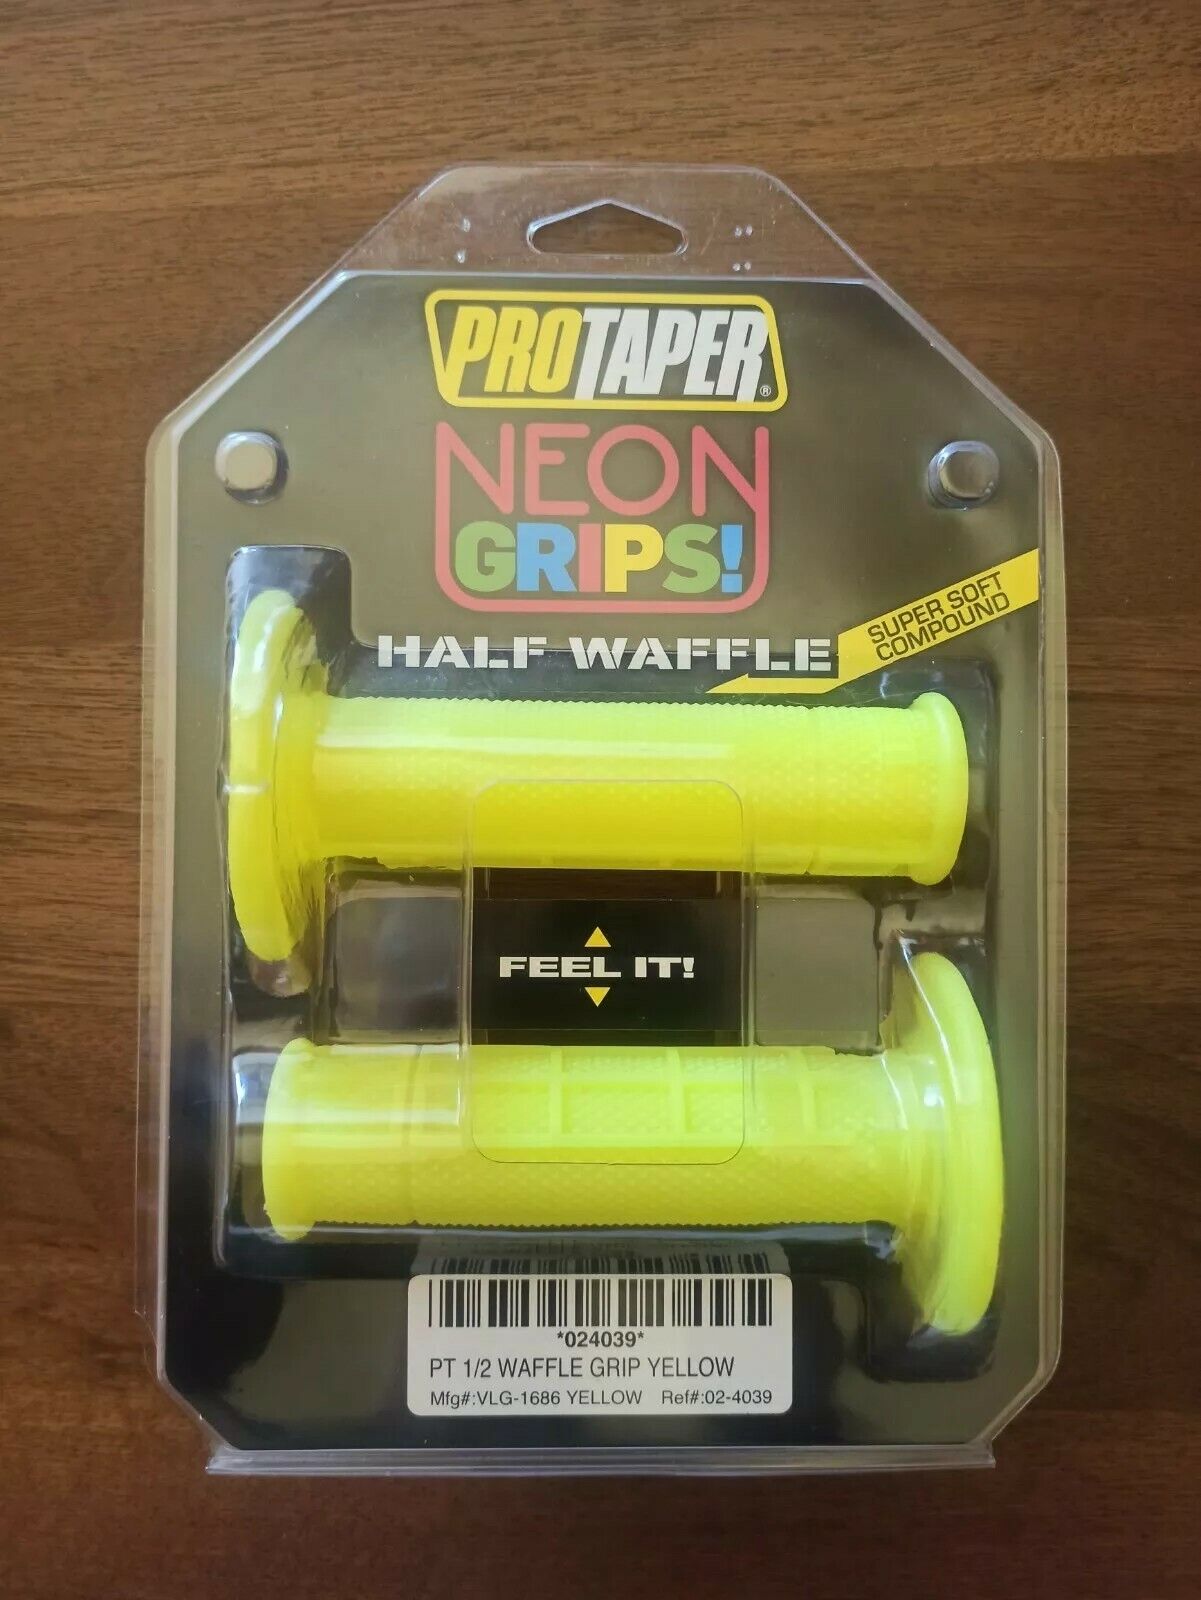 PROTAPER®
NEON
GRIPS!
HALF WAFFLE
SUPER SOFT
COMPOUND
FEEL IT!
*024039*
PT 1/2 WAFFLE GRIP YELLOW
Mfg#:VLG-1686 YELLOW Ref#:02-4039